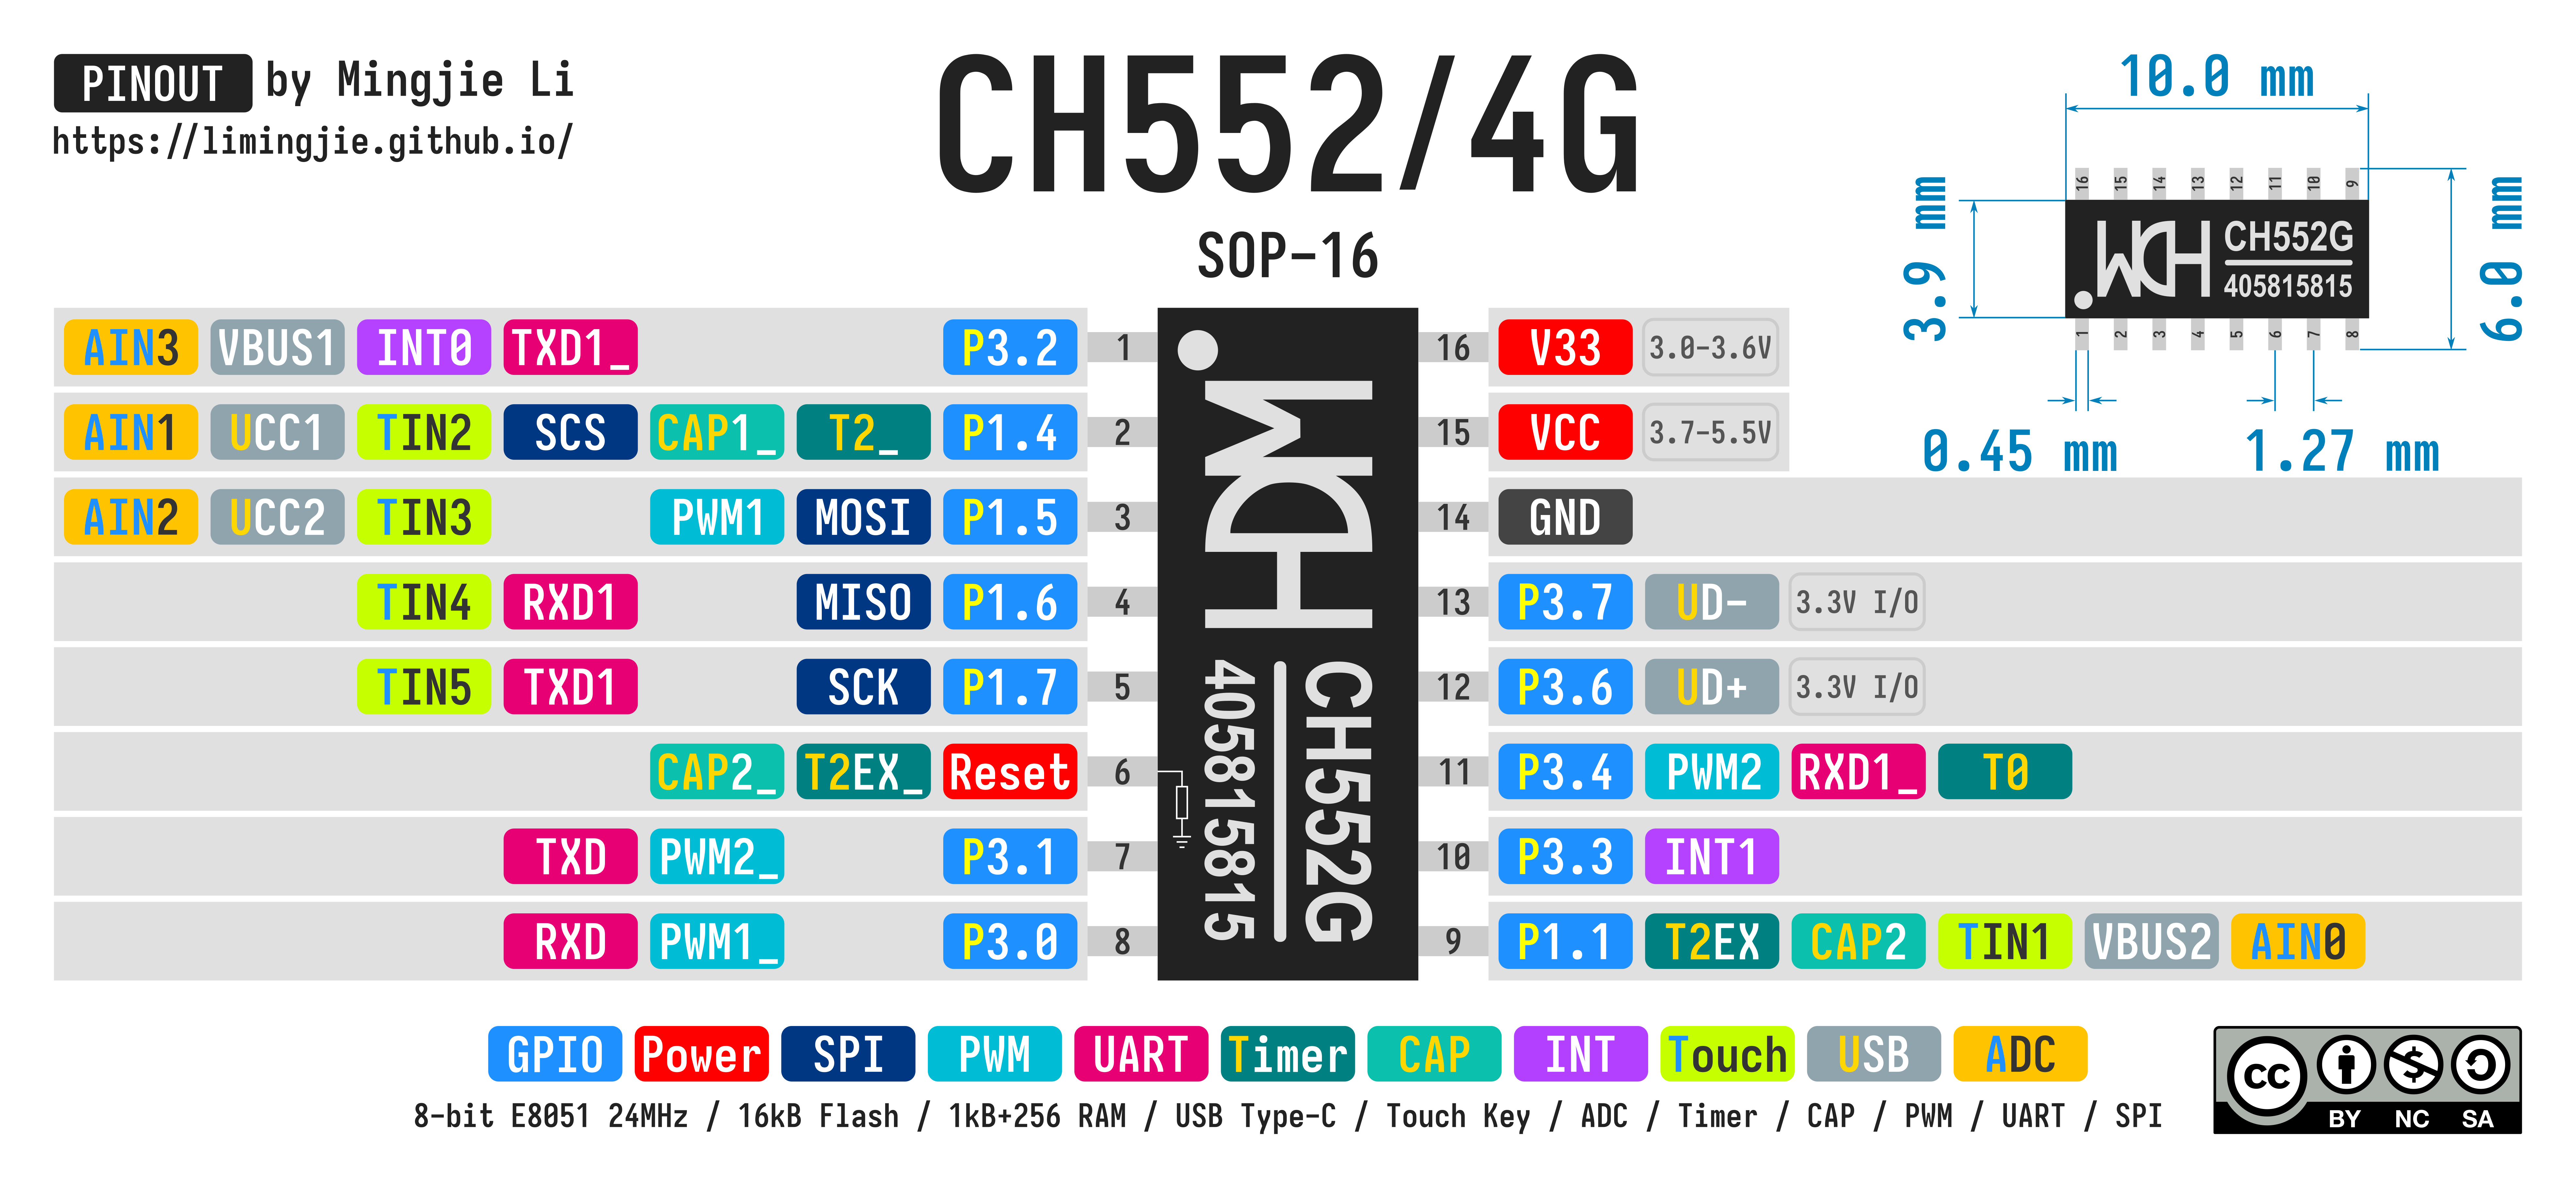 PINOUT by Mingjie Li
https://limingjie.github.io/
CH552/4G
SOP-16
10.0 mm
3.9 mm
6.0 mm
0.45 mm
1.27 mm
16 15 14 13 12 11 10 9
WCH CH552G
405815815
1 2 3 4 5 6 7 8
AIN3 VBUS1 INT0 TXD1_ P3.2 1
16 V33 3.0-3.6V
AIN1 UCC1 TIN2 SCS CAP1_ T2_ P1.4 2
15 VCC 3.7-5.5V
AIN2 UCC2 TIN3 PWM1 MOSI P1.5 3
14 GND
TIN4 RXD1 MISO P1.6 4
13 P3.7 UD- 3.3V I/O
TIN5 TXD1 SCK P1.7 5
12 P3.6 UD+ 3.3V I/O
CAP2_ T2EX_ Reset 6
11 P3.4 PWM2 RXD1_ T0
TXD PWM2_ P3.1 7
10 P3.3 INT1
RXD PWM1_ P3.0 8
9 P1.1 T2EX CAP2 TIN1 VBUS2 AIN0
WCH
CH552G
405815815
GPIO Power SPI PWM UART Timer CAP INT Touch USB ADC
8-bit E8051 24MHz / 16kB Flash / 1kB+256 RAM / USB Type-C / Touch Key / ADC / Timer / CAP / PWM / UART / SPI
CC
BY NC SA